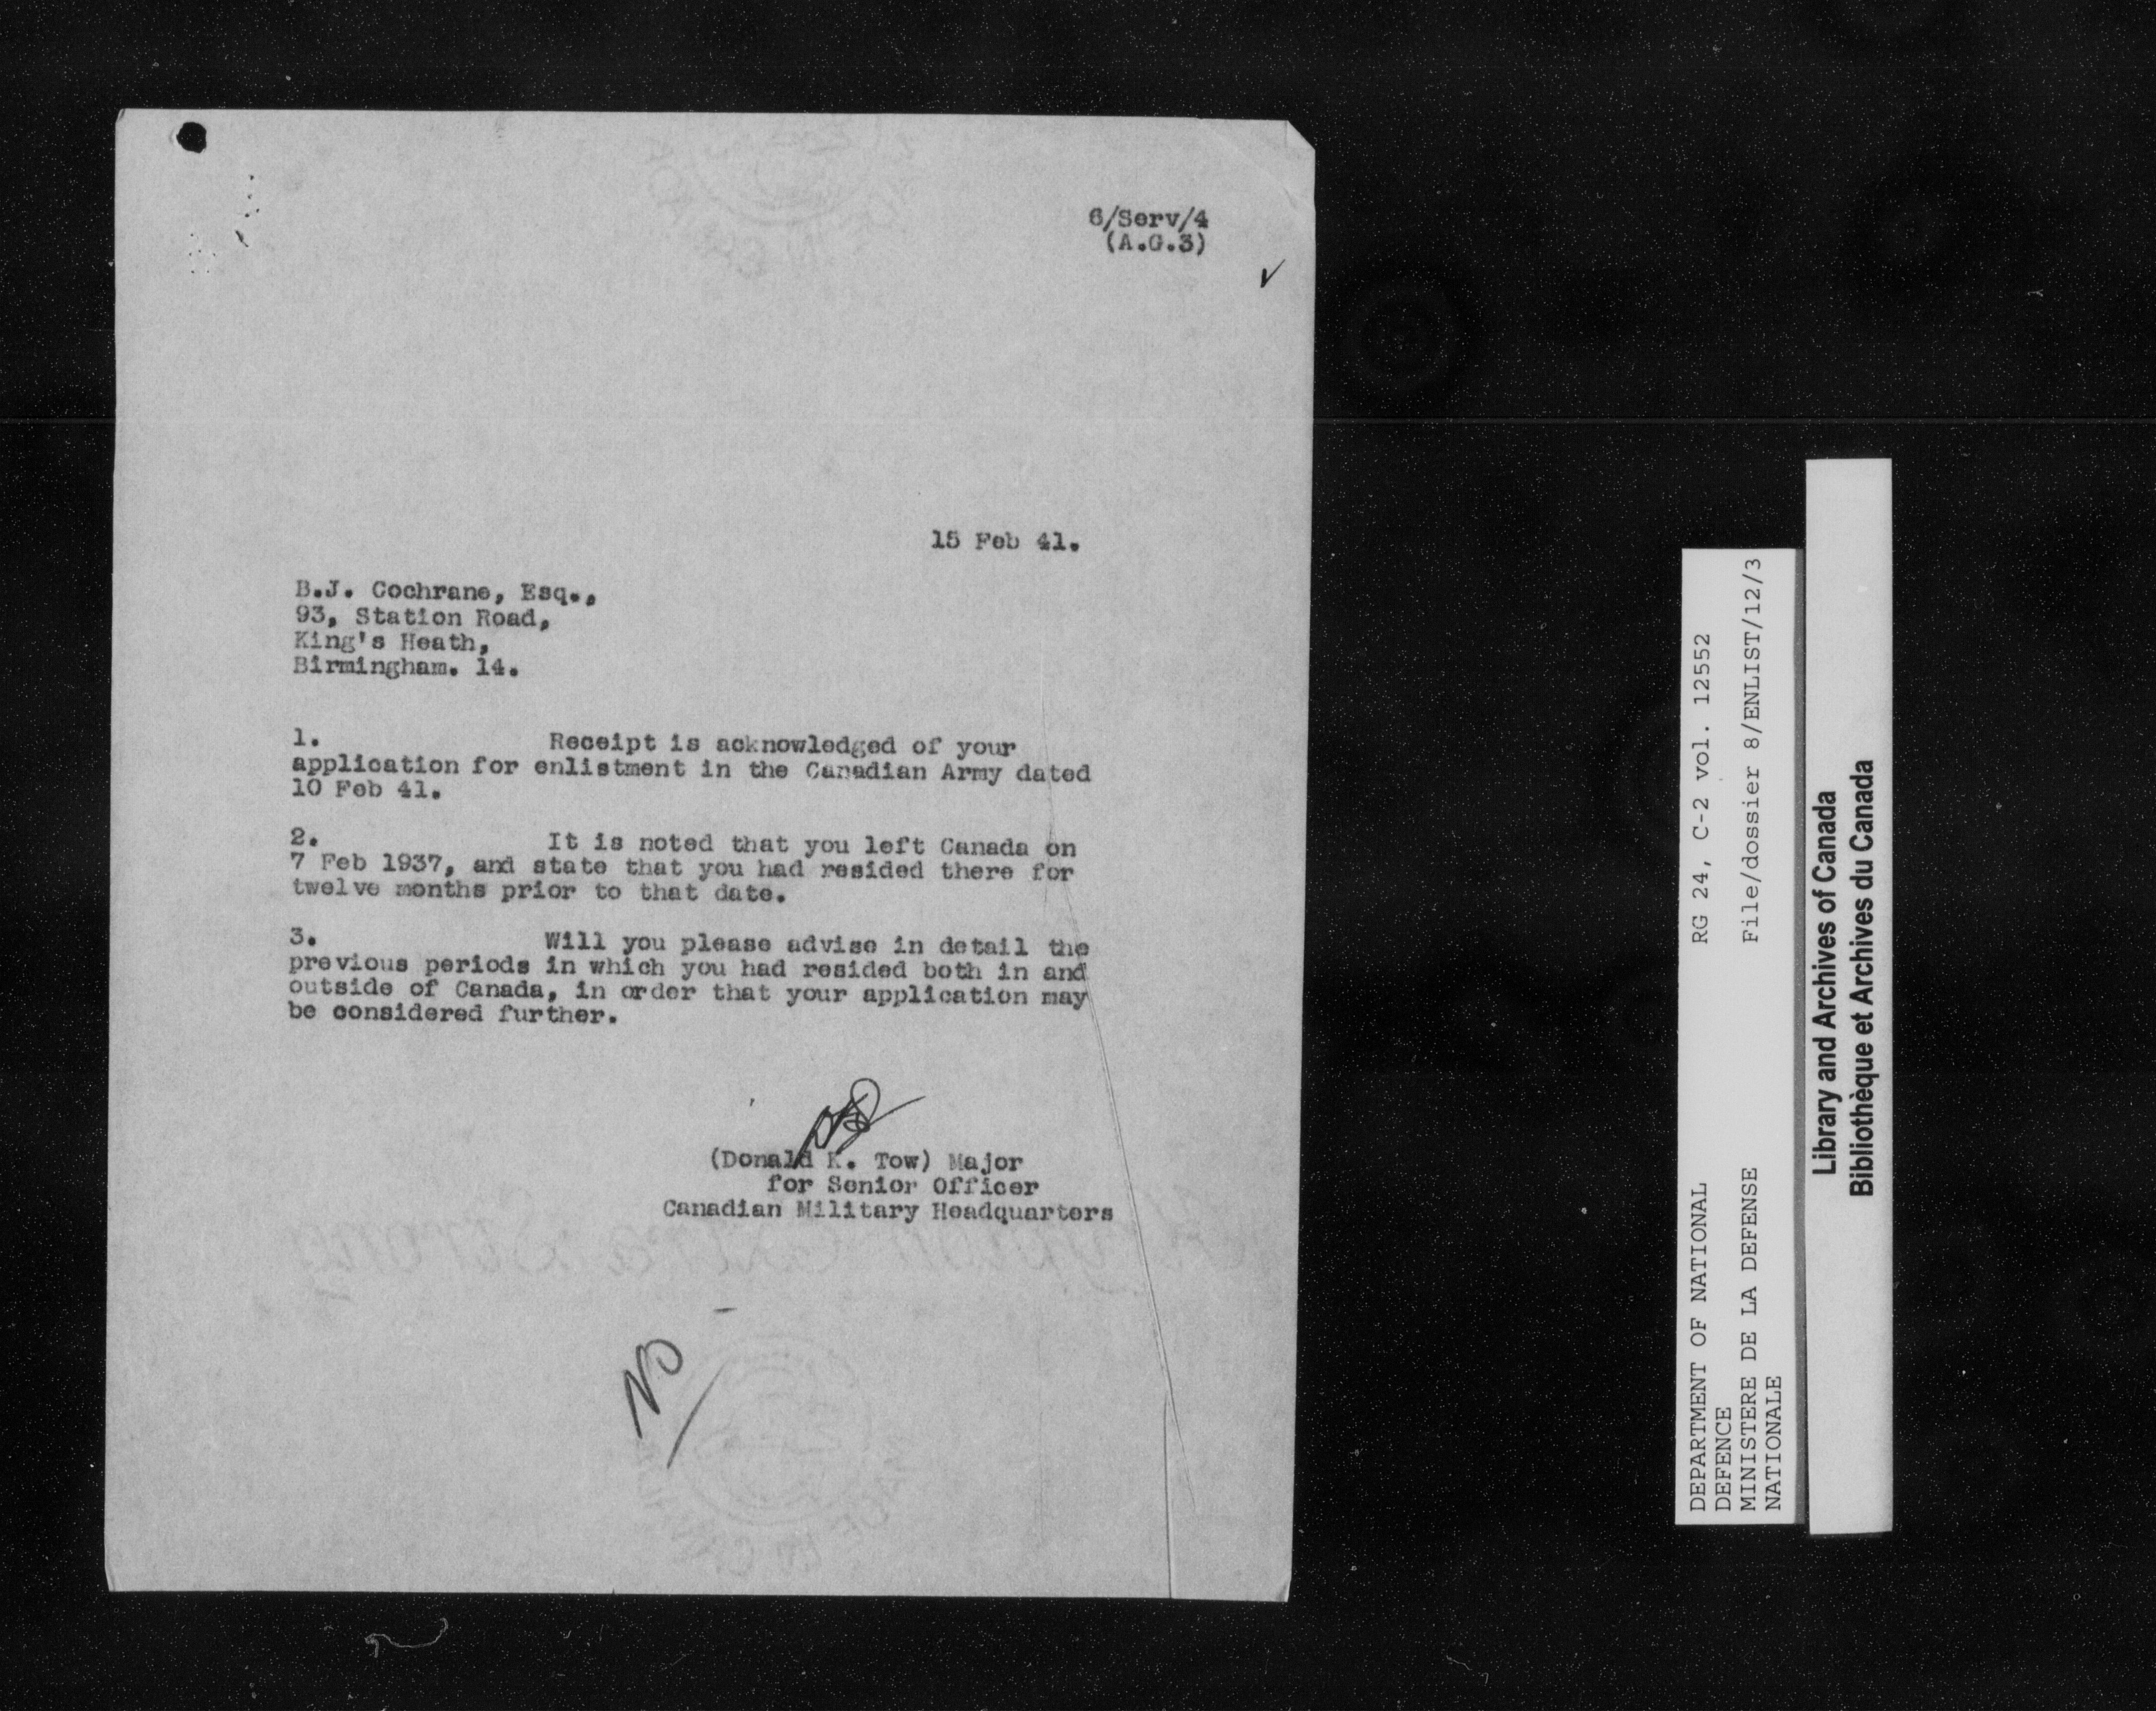 6/Serv/4
(A.G.3)
15 Feb 41.
B.J. Cochrane, Esq.,
93, Station Road,
King's Heath,
Birmingham. 14.
1. Receipt is acknowledged of your
application for enlistment in the Canadian Army dated
10 Feb 41.
2. It is noted that you left Canada on
7 Feb 1937, and state that you had resided there for
twelve months prior to that date.
3. Will you please advise in detail the
previous periods in which you had resided both in and
outside of Canada, in order that your application may
be considered further.
(Donald K. Tow) Major
for Senior Officer
Canadian Military Headquarters
DEPARTMENT OF NATIONAL
DEFENCE
MINISTERE DE LA DEFENSE
NATIONALE
RG 24, C-2 vol. 12552
File/dossier 8/ENLIST/12/3
Library and Archives of Canada
Bibliothèque et Archives du Canada